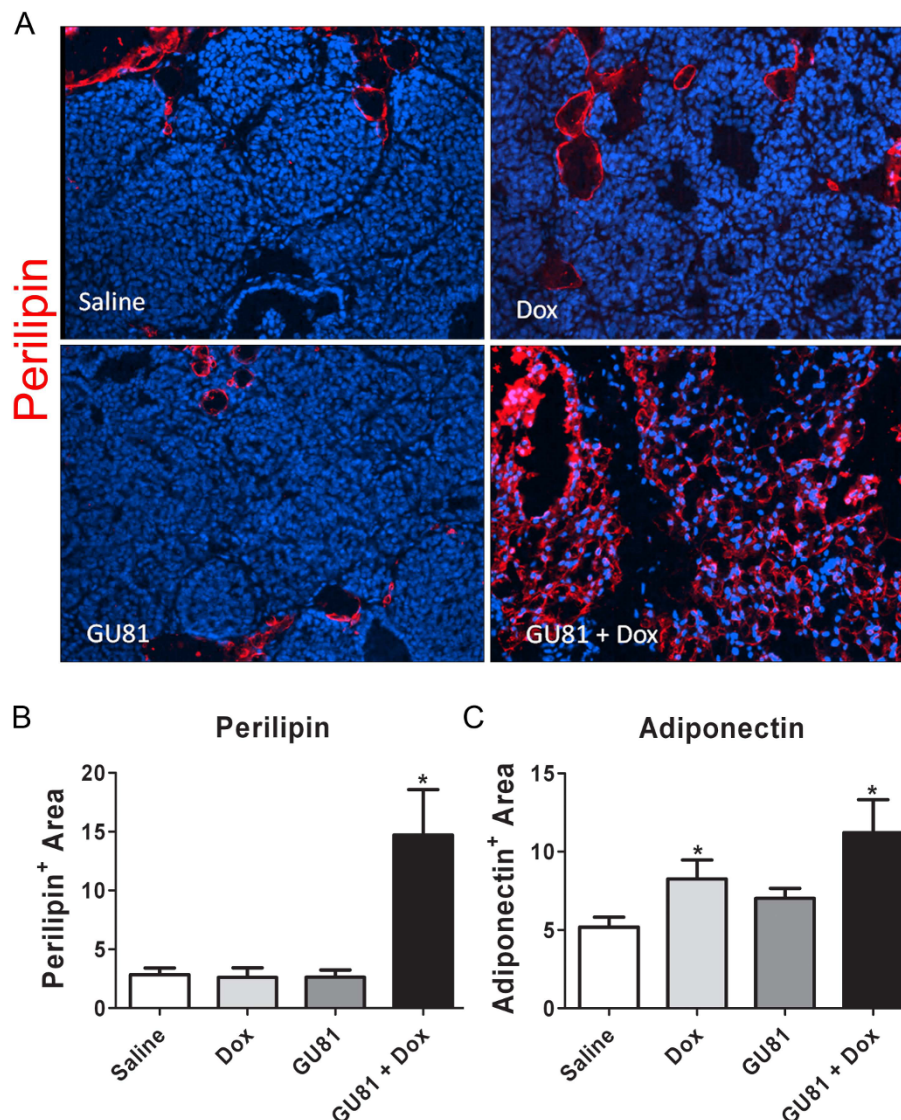 A
Perilipin
Saline
Dox
GU81
GU81 + Dox
B
Perilipin
Perilipin⁺ Area
20
15
10
5
0
*
Saline
Dox
GU81
GU81 + Dox
C
Adiponectin
Adiponectin⁺ Area
15
10
5
0
*
*
Saline
Dox
GU81
GU81 + Dox